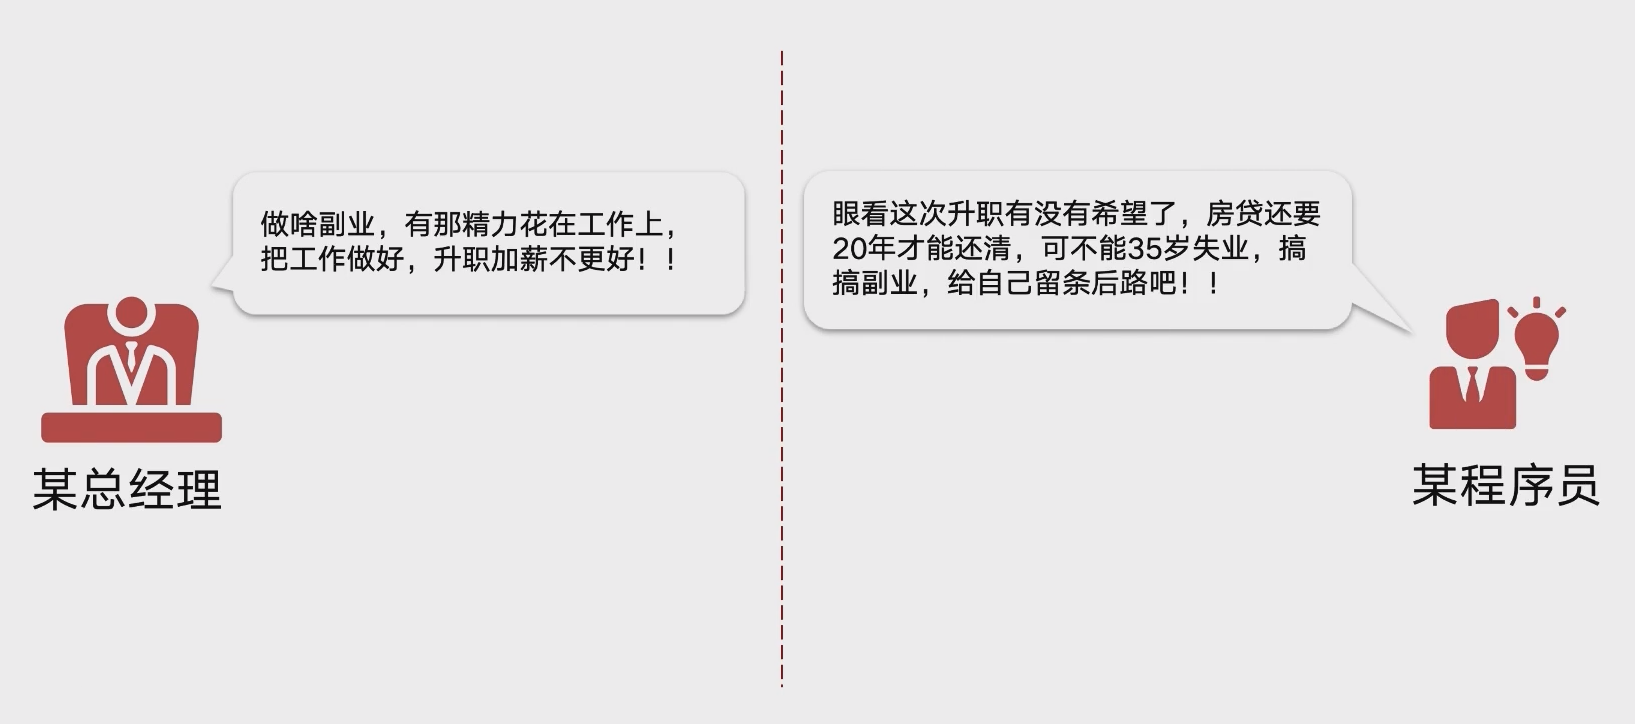 做啥副业，有那精力花在工作上，
把工作做好，升职加薪不更好！！
某总经理
眼看这次升职有没有希望了，房贷还要
20年才能还清，可不能35岁失业，搞
搞副业，给自己留条后路吧！！
某程序员